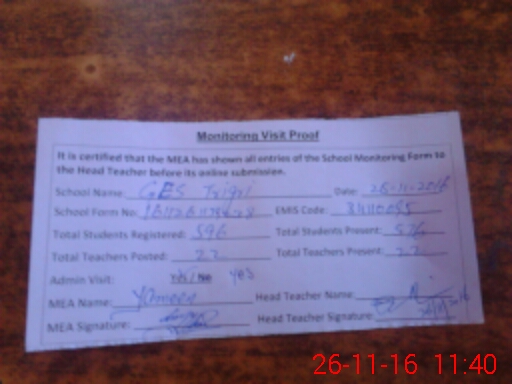 Monitoring Visit Proof
It is certified that the MEA has shown all entries of the School Monitoring Form to
the Head Teacher before its online submission.
School Name: GES Date: 26-11-2016
School Form No: EMIS Code:
Total Students Registered: 596 Total Students Present: 576
Total Teachers Posted: 22 Total Teachers Present: 22
Admin Visit: Yes / No Yes
MEA Name: Head Teacher Name:
MEA Signature: Head Teacher Signature:
26-11-16 11:40